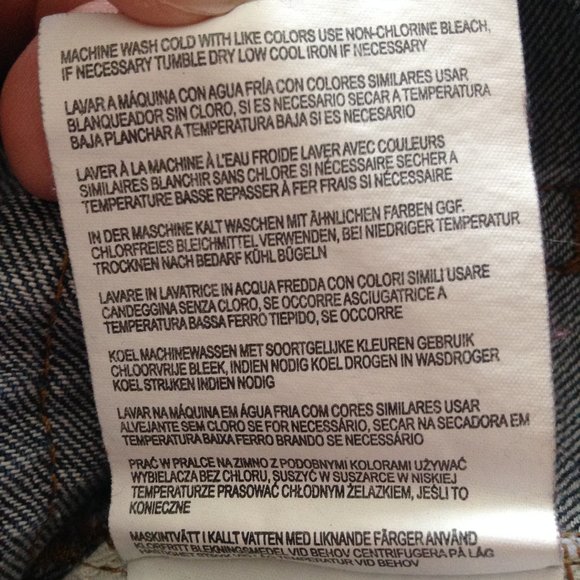 MACHINE WASH COLD WITH LIKE COLORS USE NON-CHLORINE BLEACH,
IF NECESSARY TUMBLE DRY LOW COOL IRON IF NECESSARY
LAVAR A MÁQUINA CON AGUA FRÍA CON COLORES SIMILARES USAR
BLANQUEADOR SIN CLORO, SI ES NECESARIO SECAR A TEMPERATURA
BAJA PLANCHAR A TEMPERATURA BAJA SI ES NECESARIO
LAVER À LA MACHINE À L'EAU FROIDE LAVER AVEC COULEURS
SIMILAIRES BLANCHIR SANS CHLORE SI NÉCESSAIRE SECHER A
TEMPERATURE BASSE REPASSER À FER FRAIS SI NÉCESSAIRE
IN DER MASCHINE KALT WASCHEN MIT ÄHNLICHEN FARBEN GGF.
CHLORFREIES BLEICHMITTEL VERWENDEN, BEI NIEDRIGER TEMPERATUR
TROCKNEN NACH BEDARF KÜHL BÜGELN
LAVARE IN LAVATRICE IN ACQUA FREDDA CON COLORI SIMILI USARE
CANDEGGINA SENZA CLORO, SE OCCORRE ASCIUGATRICE A
TEMPERATURA BASSA FERRO TIEPIDO, SE OCCORRE
KOEL MACHINEWASSEN MET SOORTGELIJKE KLEUREN GEBRUIK
CHLOORVRIJE BLEEK, INDIEN NODIG KOEL DROGEN IN WASDROGER
KOEL STRIJKEN INDIEN NODIG
LAVAR NA MÁQUINA EM ÁGUA FRIA COM CORES SIMILARES USAR
ALVEJANTE SEM CLORO SE FOR NECESSÁRIO, SECAR NA SECADORA EM
TEMPERATURA BAIXA FERRO BRANDO SE NECESSÁRIO
PRAĆ W PRALCE NA ZIMNO Z PODOBNYMI KOLORAMI UŻYWAĆ
WYBIELACZA BEZ CHLORU, SUSZYĆ W SUSZARCE W NISKIEJ
TEMPERATURZE PRASOWAĆ CHŁODNYM ŻELAZKIEM, JEŚLI TO
KONIECZNE
MASKINTVÄTT I KALLT VATTEN MED LIKNANDE FÄRGER ANVÄND
KLORFRITT BLEKNINGSMEDEL VID BEHOV CENTRIFUGERA PÅ LÅG
TEMPERATUR VID BEHOV